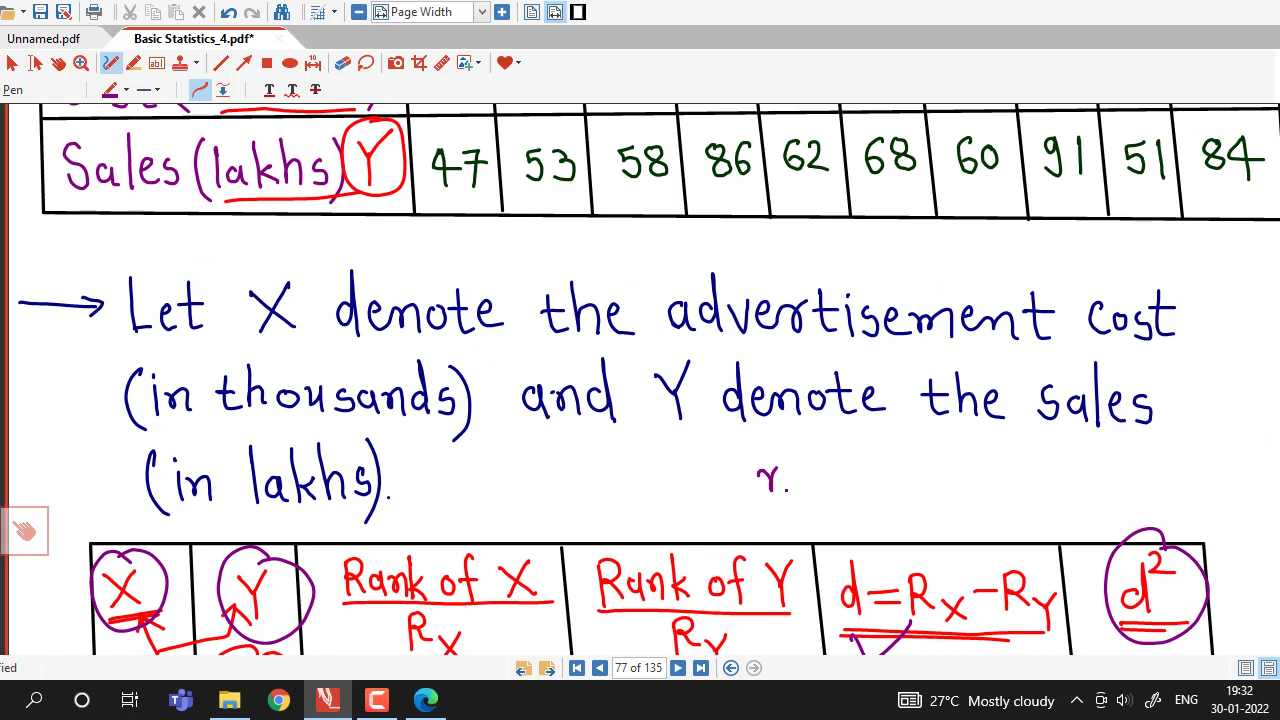 Page Width
Unnamed.pdf
Basic Statistics_4.pdf*
10
Pen
Sales (lakhs) Y 47 53 58 86 62 68 60 91 51 84
Let X denote the advertisement cost
(in thousands) and Y denote the sales
(in lakhs).
r.
X Y Rank of X Rank of Y d = RX - RY d²
RX RY
fied
77 of 135
27°C Mostly cloudy
ENG
19:32
30-01-2022